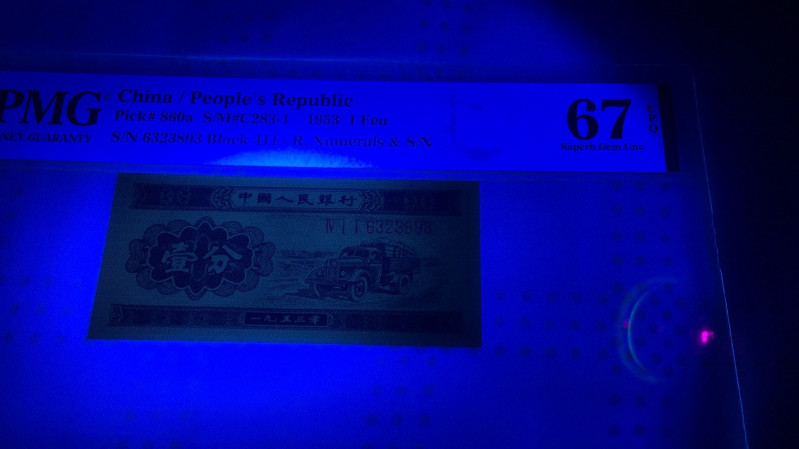 PMG China / People's Republic
Pick# 860a S/M#C283-1 1953 1 Fen
S/N 6323893 Block 111 - R. Numerals & S/N
67 EPQ
Superb Gem Unc
中國人民銀行
6323893
壹分
一九五三年